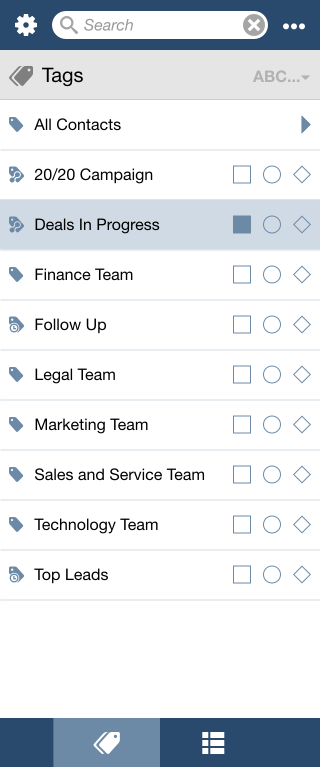 Search
Tags
ABC...
All Contacts
20/20 Campaign
Deals In Progress
Finance Team
Follow Up
Legal Team
Marketing Team
Sales and Service Team
Technology Team
Top Leads